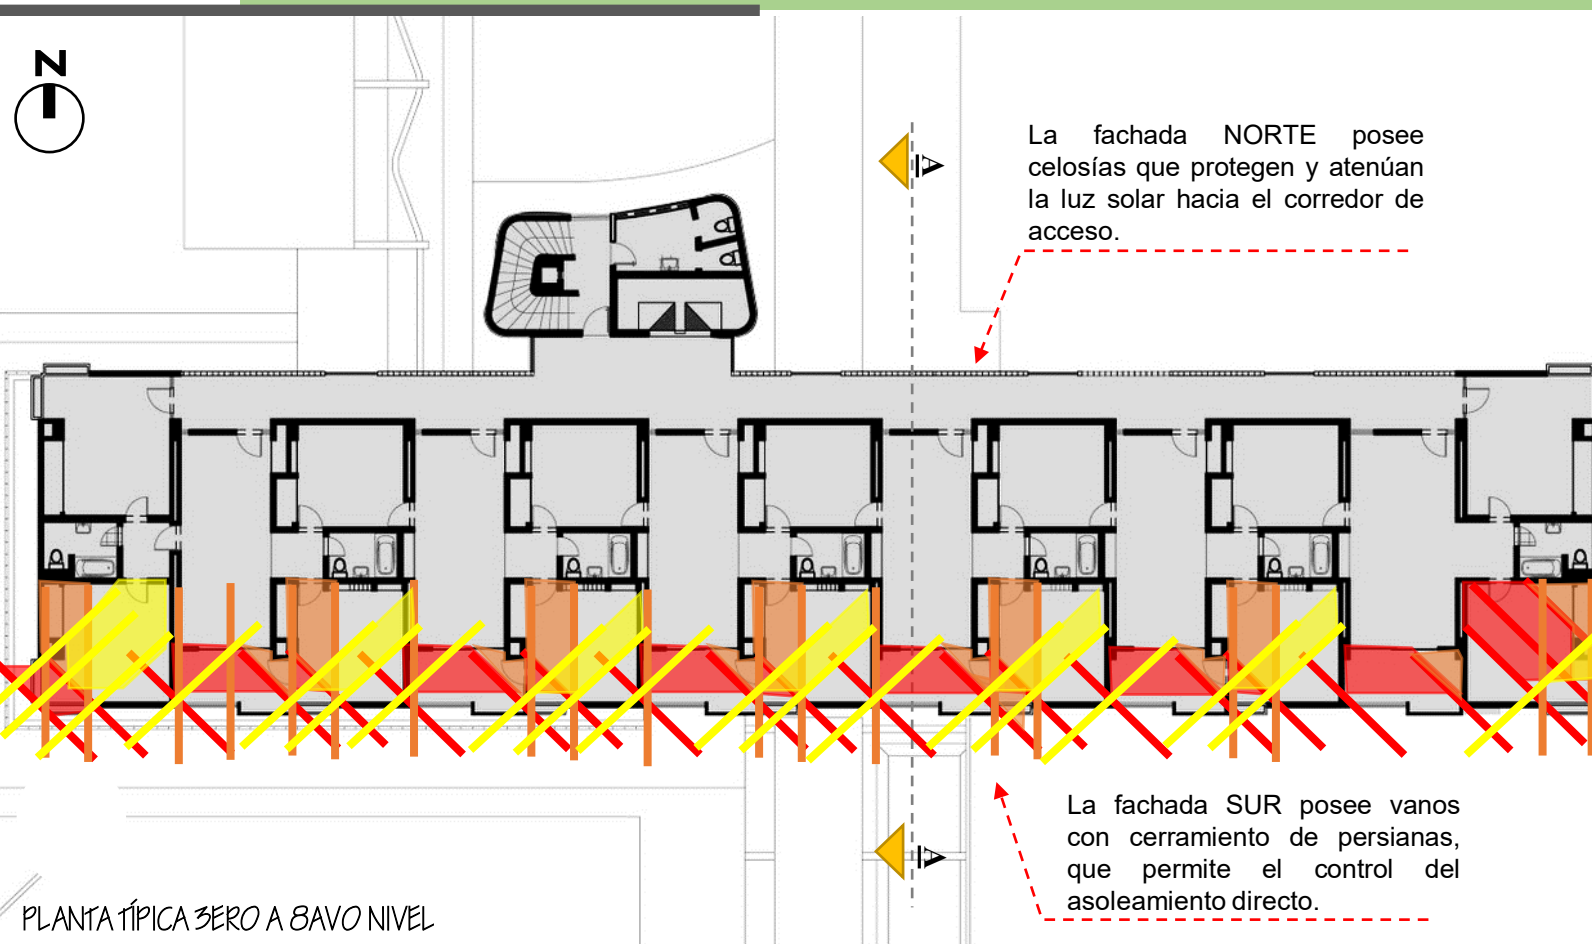 N
A
La fachada NORTE posee
celosías que protegen y atenúan
la luz solar hacia el corredor de
acceso.
La fachada SUR posee vanos
con cerramiento de persianas,
que permite el control del
asoleamiento directo.
A
PLANTA TÍPICA 3ERO A 8AVO NIVEL